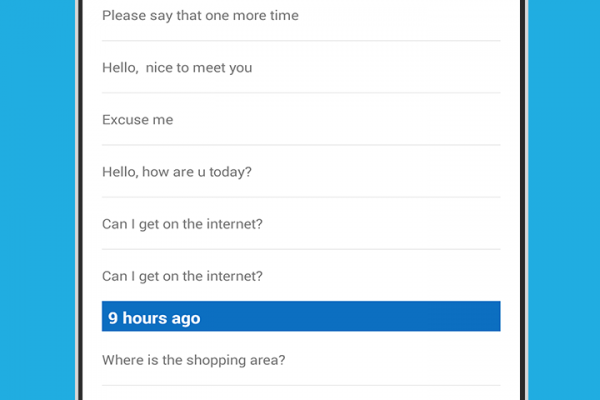 Please say that one more time
Hello,  nice to meet you
Excuse me
Hello, how are u today?
Can I get on the internet?
Can I get on the internet?
9 hours ago
Where is the shopping area?